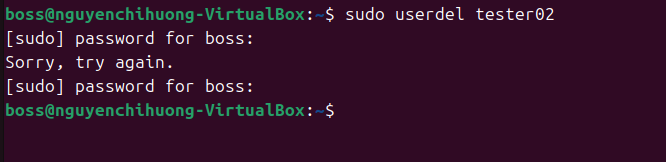 boss@nguyenchihuong-VirtualBox:~$ sudo userdel tester02
[sudo] password for boss:
Sorry, try again.
[sudo] password for boss:
boss@nguyenchihuong-VirtualBox:~$